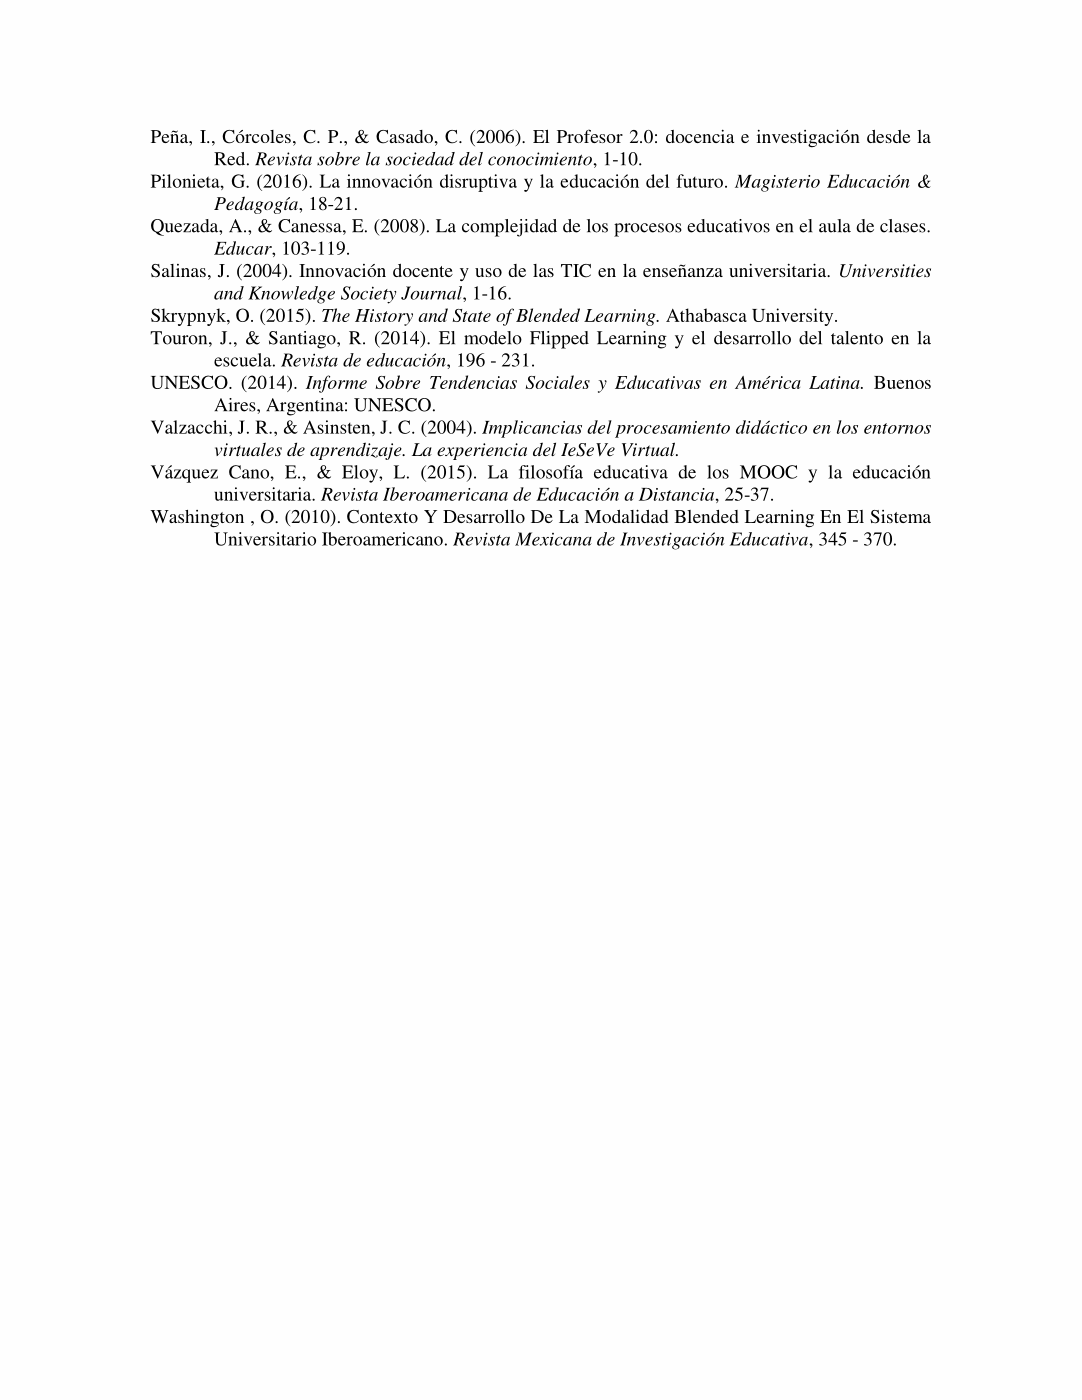 Peña, I., Córcoles, C. P., & Casado, C. (2006). El Profesor 2.0: docencia e investigación desde la
Red. Revista sobre la sociedad del conocimiento, 1-10.
Pilonieta, G. (2016). La innovación disruptiva y la educación del futuro. Magisterio Educación &
Pedagogía, 18-21.
Quezada, A., & Canessa, E. (2008). La complejidad de los procesos educativos en el aula de clases.
Educar, 103-119.
Salinas, J. (2004). Innovación docente y uso de las TIC en la enseñanza universitaria. Universities
and Knowledge Society Journal, 1-16.
Skrypnyk, O. (2015). The History and State of Blended Learning. Athabasca University.
Touron, J., & Santiago, R. (2014). El modelo Flipped Learning y el desarrollo del talento en la
escuela. Revista de educación, 196 - 231.
UNESCO. (2014). Informe Sobre Tendencias Sociales y Educativas en América Latina. Buenos
Aires, Argentina: UNESCO.
Valzacchi, J. R., & Asinsten, J. C. (2004). Implicancias del procesamiento didáctico en los entornos
virtuales de aprendizaje. La experiencia del IeSeVe Virtual.
Vázquez Cano, E., & Eloy, L. (2015). La filosofía educativa de los MOOC y la educación
universitaria. Revista Iberoamericana de Educación a Distancia, 25-37.
Washington , O. (2010). Contexto Y Desarrollo De La Modalidad Blended Learning En El Sistema
Universitario Iberoamericano. Revista Mexicana de Investigación Educativa, 345 - 370.